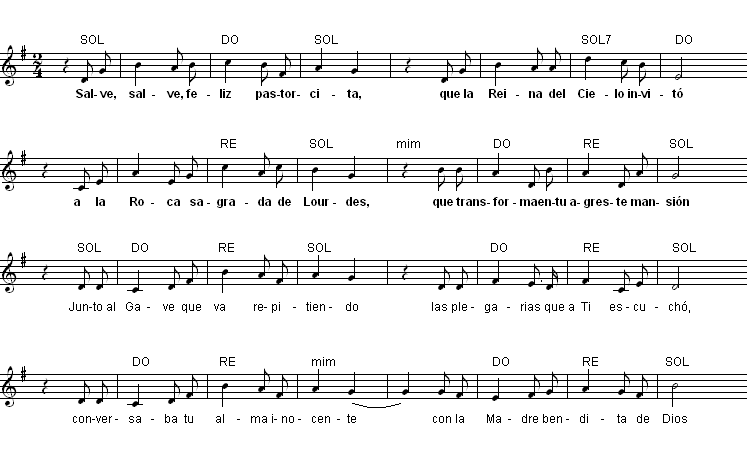 SOL DO SOL SOL7 DO
2
4
Sal- ve, sal - ve, fe - liz pas-tor - ci - ta, que la Rei - na del Cie - lo in-vi - tó
RE SOL mim DO RE SOL
a la Ro - ca sa - gra - da de Lour - des, que trans-for - maen-tu a-gres- te man-sión
SOL DO RE SOL DO RE SOL
Jun-to al Ga - ve que va re-pi - tien - do las ple - ga - rias que a Ti es - cu - chó,
DO RE mim DO RE SOL
con-ver- sa - ba tu al - ma i-no- cen - te con la Ma - dre ben - di - ta de Dios